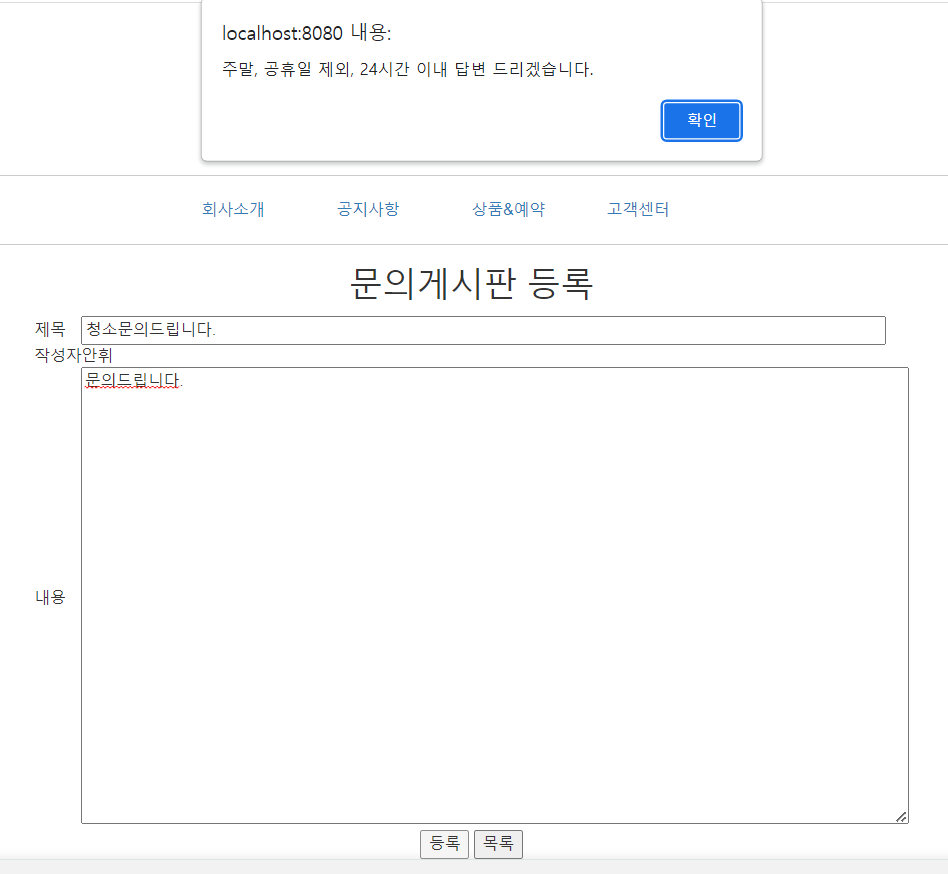 localhost:8080 내용:
주말, 공휴일 제외, 24시간 이내 답변 드리겠습니다.
확인
회사소개 공지사항 상품&예약 고객센터
문의게시판 등록
제목 청소문의드립니다.
작성자안휘
문의드립니다.
내용
등록 목록